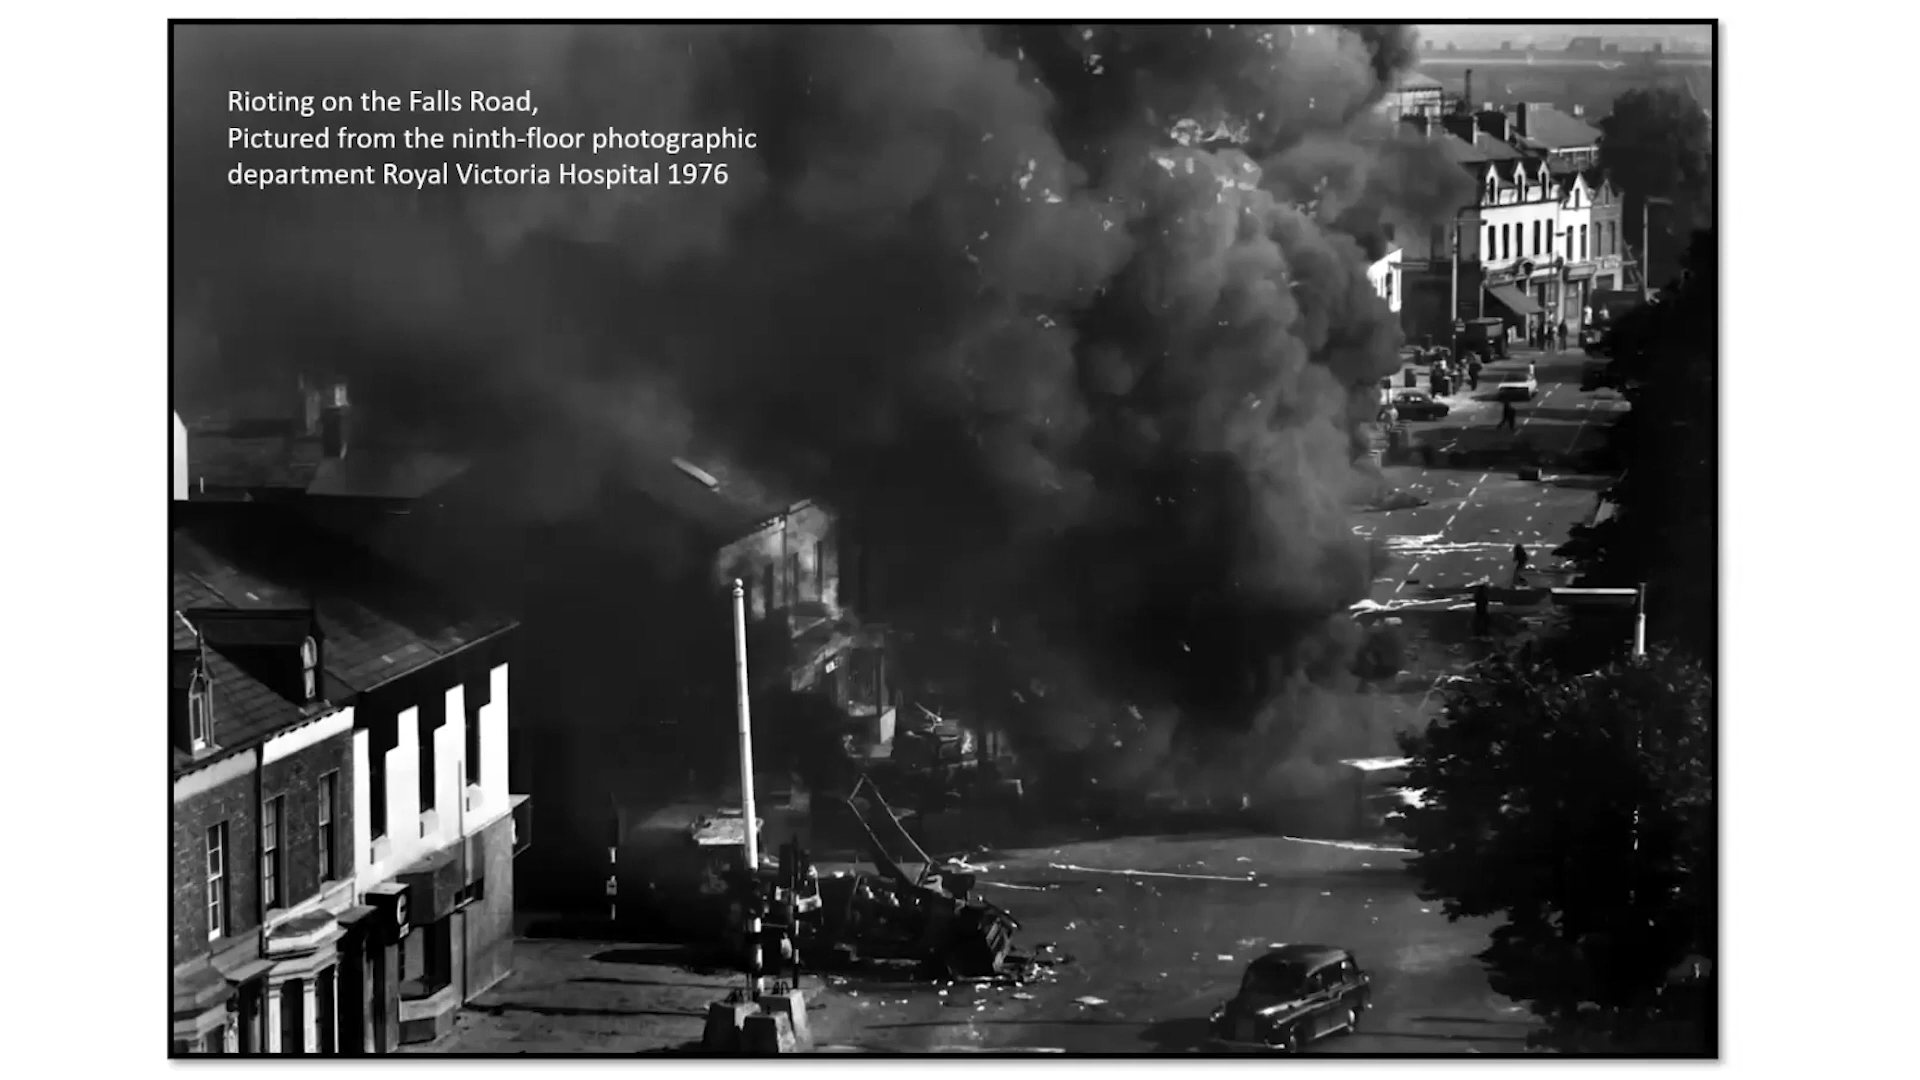 Rioting on the Falls Road,
Pictured from the ninth-floor photographic
department Royal Victoria Hospital 1976